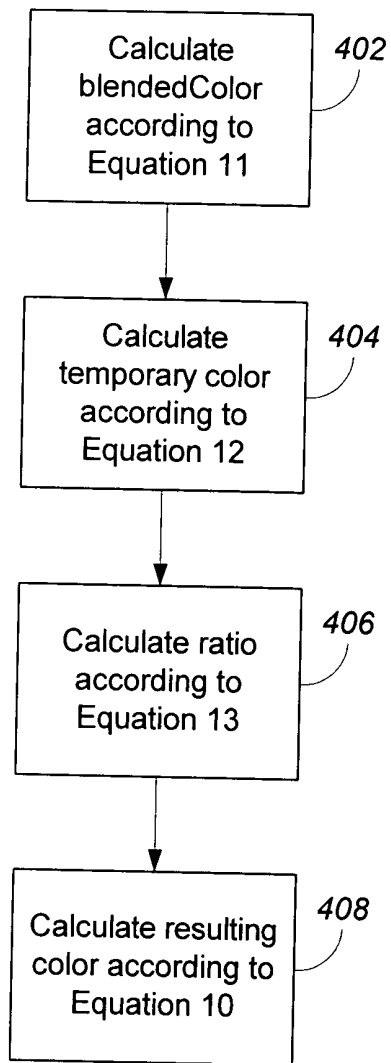 Calculate
blendedColor
according to
Equation 11
402
Calculate
temporary color
according to
Equation 12
404
Calculate ratio
according to
Equation 13
406
Calculate resulting
color according to
Equation 10
408